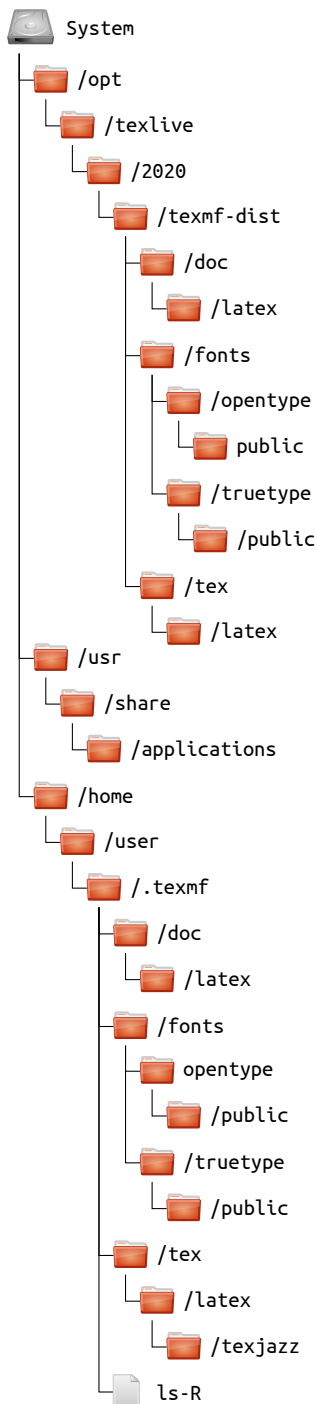 System
/opt
/texlive
/2020
/texmf-dist
/doc
/latex
/fonts
/opentype
public
/truetype
/public
/tex
/latex
/usr
/share
/applications
/home
/user
/.texmf
/doc
/latex
/fonts
opentype
/public
/truetype
/public
/tex
/latex
/texjazz
ls-R